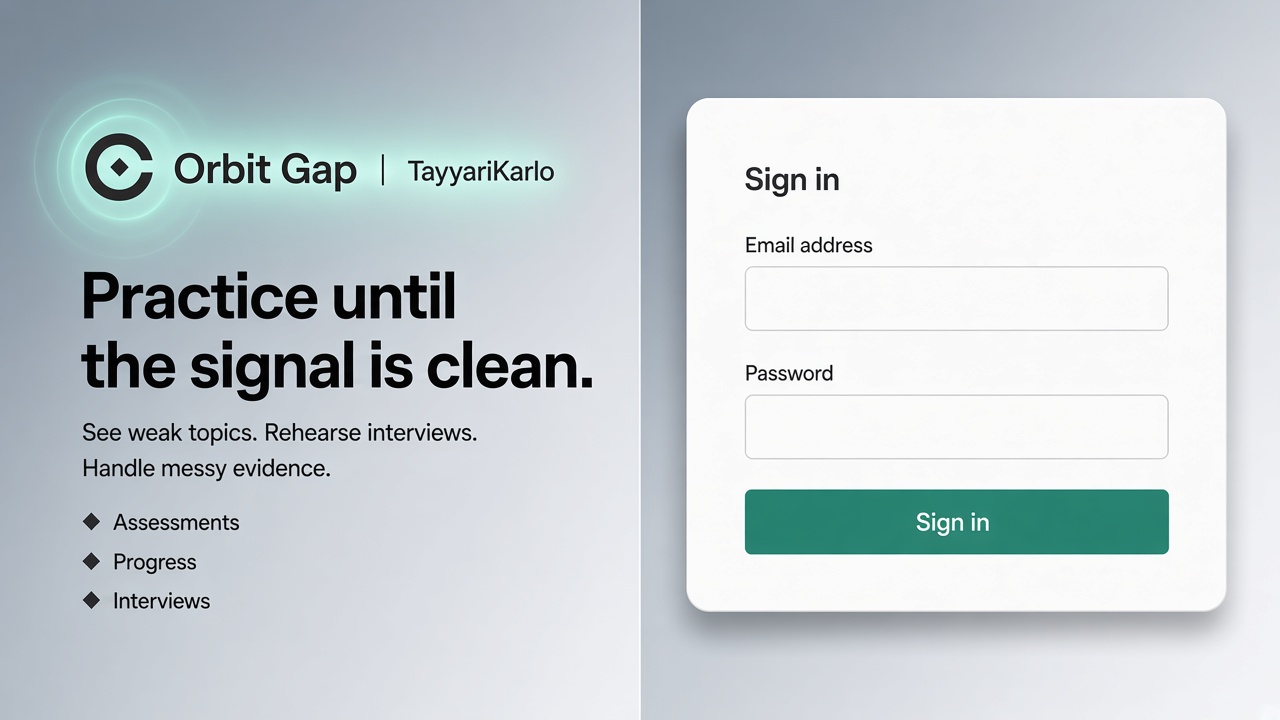 Orbit Gap | TayyariKarlo
Practice until
the signal is clean.
See weak topics. Rehearse interviews.
Handle messy evidence.
Assessments
Progress
Interviews
Sign in
Email address
Password
Sign in